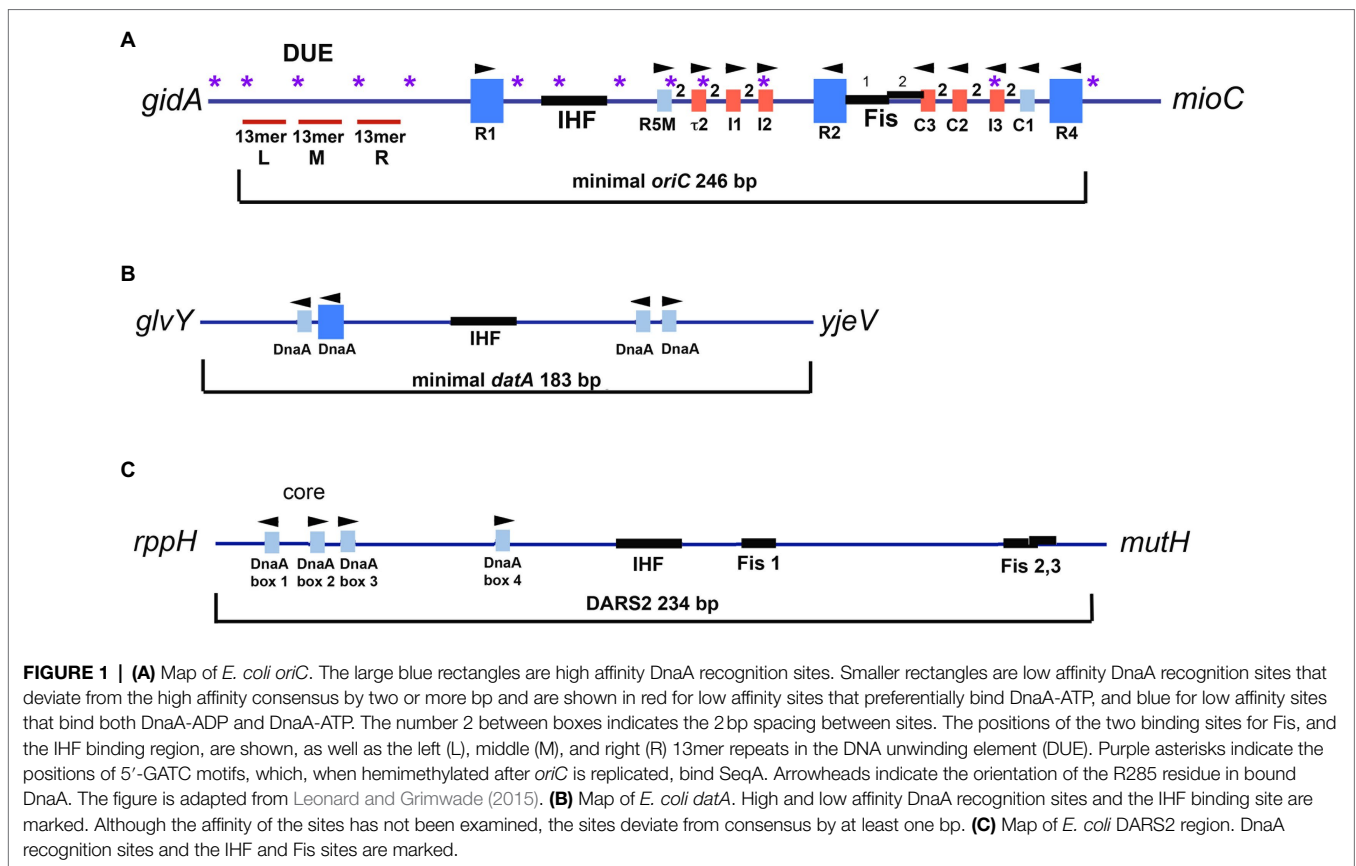 A
DUE
* * * * * * * * * * * * *
gidA
mioC
1 2
2 2 2 2 2 2
13mer 13mer 13mer
L M R
R1
IHF
R5M τ2 I1 I2
R2
Fis
C3 C2 I3 C1
R4
minimal oriC 246 bp
B
glvY
yjeV
DnaA DnaA
IHF
DnaA DnaA
minimal datA 183 bp
C
core
rppH
mutH
DnaA DnaA DnaA
box 1 box 2 box 3
DnaA
box 4
IHF
Fis 1
Fis 2,3
DARS2 234 bp
FIGURE 1 | (A) Map of E. coli oriC. The large blue rectangles are high affinity DnaA recognition sites. Smaller rectangles are low affinity DnaA recognition sites that
deviate from the high affinity consensus by two or more bp and are shown in red for low affinity sites that preferentially bind DnaA-ATP, and blue for low affinity sites
that bind both DnaA-ADP and DnaA-ATP. The number 2 between boxes indicates the 2 bp spacing between sites. The positions of the two binding sites for Fis, and
the IHF binding region, are shown, as well as the left (L), middle (M), and right (R) 13mer repeats in the DNA unwinding element (DUE). Purple asterisks indicate the
positions of 5′-GATC motifs, which, when hemimethylated after oriC is replicated, bind SeqA. Arrowheads indicate the orientation of the R285 residue in bound
DnaA. The figure is adapted from Leonard and Grimwade (2015). (B) Map of E. coli datA. High and low affinity DnaA recognition sites and the IHF binding site are
marked. Although the affinity of the sites has not been examined, the sites deviate from consensus by at least one bp. (C) Map of E. coli DARS2 region. DnaA
recognition sites and the IHF and Fis sites are marked.